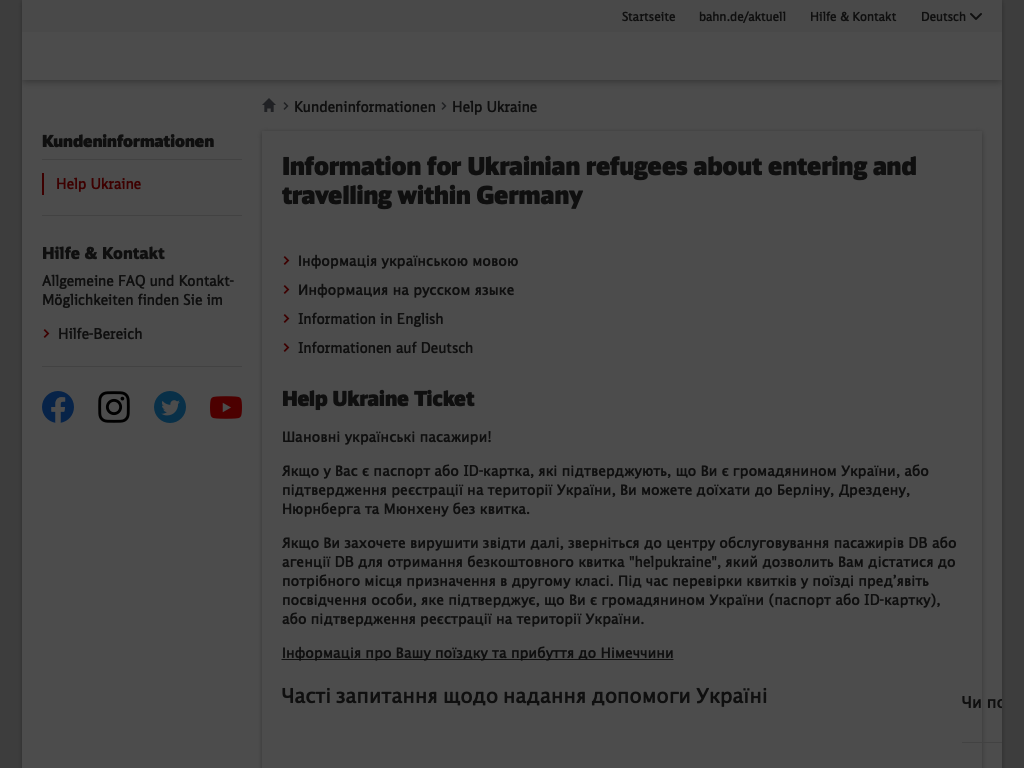 Startseite bahn.de/aktuell Hilfe & Kontakt Deutsch
Kundeninformationen Help Ukraine
Kundeninformationen
Help Ukraine
Hilfe & Kontakt
Allgemeine FAQ und Kontakt-
Möglichkeiten finden Sie im
Hilfe-Bereich
Information for Ukrainian refugees about entering and
travelling within Germany
Інформація українською мовою
Информация на русском языке
Information in English
Informationen auf Deutsch
Help Ukraine Ticket
Шановні українські пасажири!
Якщо у Вас є паспорт або ID-картка, які підтверджують, що Ви є громадянином України, або
підтвердження реєстрації на території України, Ви можете доїхати до Берліну, Дрездену,
Нюрнберга та Мюнхену без квитка.
Якщо Ви захочете вирушити звідти далі, зверніться до центру обслуговування пасажирів DB або
агенції DB для отримання безкоштовного квитка "helpukraine", який дозволить Вам дістатися до
потрібного місця призначення в другому класі. Під час перевірки квитків у поїзді пред’явіть
посвідчення особи, яке підтверджує, що Ви є громадянином України (паспорт або ID-картку),
або підтвердження реєстрації на території України.
Інформація про Вашу поїздку та прибуття до Німеччини
Часті запитання щодо надання допомоги Україні
Чи